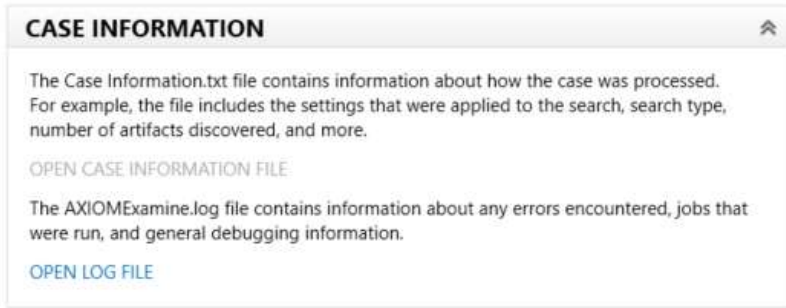 CASE INFORMATION
The Case Information.txt file contains information about how the case was processed.
For example, the file includes the settings that were applied to the search, search type,
number of artifacts discovered, and more.
OPEN CASE INFORMATION FILE
The AXIOMExamine.log file contains information about any errors encountered, jobs that
were run, and general debugging information.
OPEN LOG FILE